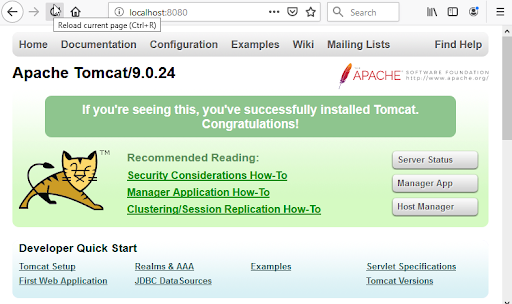 localhost:8080
Search
Reload current page (Ctrl+R)
Home Documentation Configuration Examples Wiki Mailing Lists Find Help
Apache Tomcat/9.0.24
THE APACHE SOFTWARE FOUNDATION
http://www.apache.org/
If you're seeing this, you've successfully installed Tomcat.
Congratulations!
TM
Recommended Reading:
Security Considerations How-To
Manager Application How-To
Clustering/Session Replication How-To
Server Status
Manager App
Host Manager
Developer Quick Start
Tomcat Setup Realms & AAA Examples Servlet Specifications
First Web Application JDBC DataSources Tomcat Versions